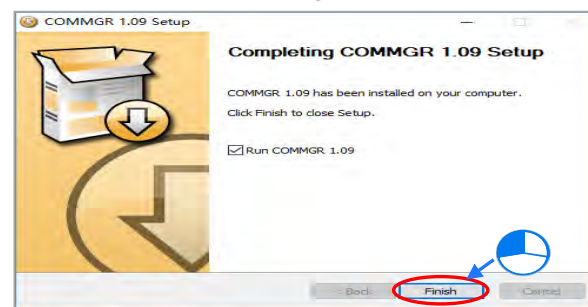 COMMGR 1.09 Setup
Completing COMMGR 1.09 Setup
COMMGR 1.09 has been installed on your computer.
Click Finish to close Setup.
Run COMMGR 1.09
Back Finish Cancel